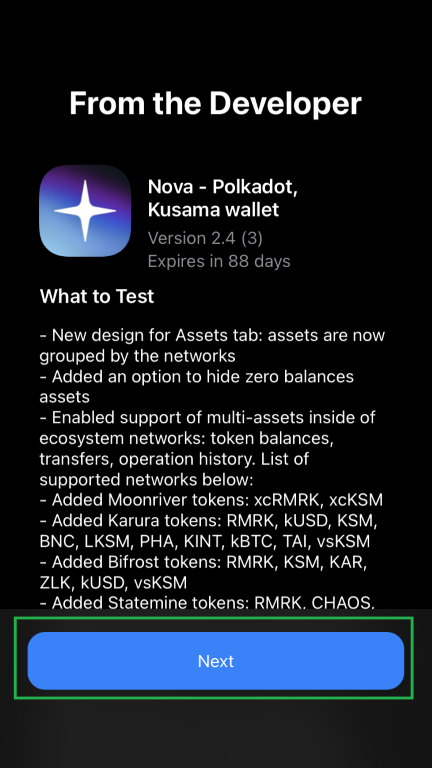 From the Developer
Nova - Polkadot,
Kusama wallet
Version 2.4 (3)
Expires in 88 days
What to Test
- New design for Assets tab: assets are now
grouped by the networks
- Added an option to hide zero balances
assets
- Enabled support of multi-assets inside of
ecosystem networks: token balances,
transfers, operation history. List of
supported networks below:
- Added Moonriver tokens: xcRMRK, xcKSM
- Added Karura tokens: RMRK, kUSD, KSM,
BNC, LKSM, PHA, KINT, kBTC, TAI, vsKSM
- Added Bifrost tokens: RMRK, KSM, KAR,
ZLK, kUSD, vsKSM
- Added Statemine tokens: RMRK, CHAOS,
Next